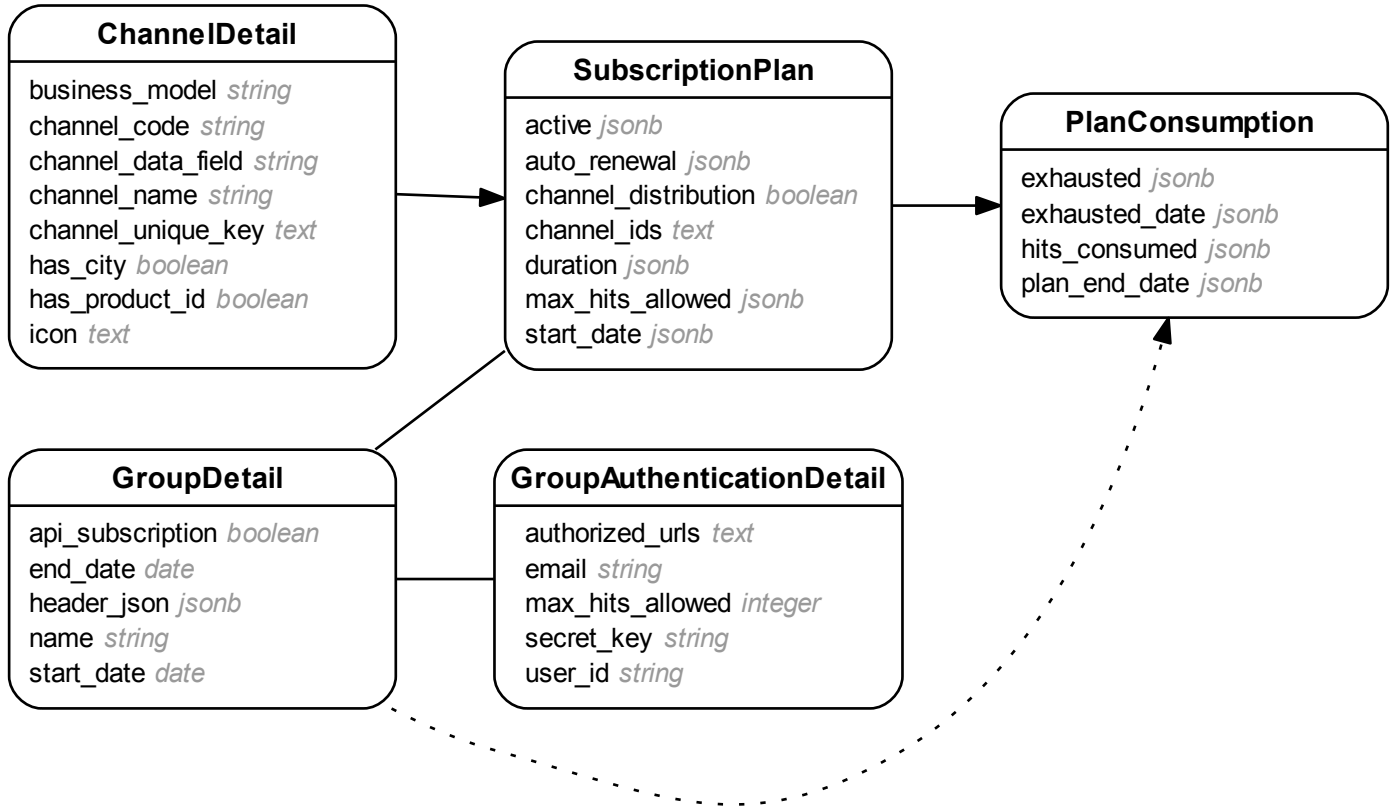 ChannelDetail
business_model string
channel_code string
channel_data_field string
channel_name string
channel_unique_key text
has_city boolean
has_product_id boolean
icon text
SubscriptionPlan
active jsonb
auto_renewal jsonb
channel_distribution boolean
channel_ids text
duration jsonb
max_hits_allowed jsonb
start_date jsonb
PlanConsumption
exhausted jsonb
exhausted_date jsonb
hits_consumed jsonb
plan_end_date jsonb
GroupDetail
api_subscription boolean
end_date date
header_json jsonb
name string
start_date date
GroupAuthenticationDetail
authorized_urls text
email string
max_hits_allowed integer
secret_key string
user_id string